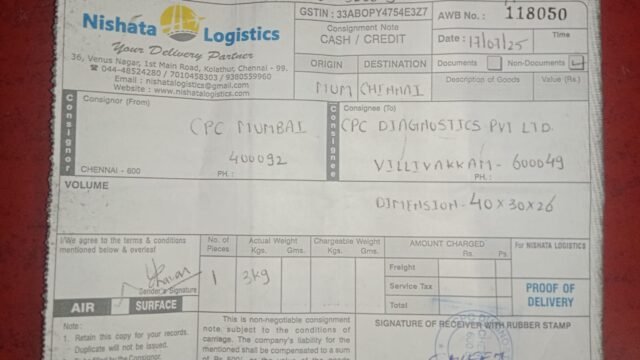 Nishata Logistics
Your Delivery Partner
36, Venus Nagar, 1st Main Road, Kolathur, Chennai - 99.
☎ 044-48524280 / 7010458303 / 9380559960
Email : nishatalogistics@gmail.com
Website : www.nishatalogistics.com
GSTIN : 33ABOPY4754E3Z7
Consignment Note
CASH / CREDIT
AWB No. : 118050
Date : 17/07/25 Time
ORIGIN DESTINATION
MUM CHENNAI
Documents Non-Documents
Description of Goods Value (Rs.)
Consignor
Consignor (From)
CPC MUMBAI
400092
CHENNAI - 600 PH. :
Consignee
Consignee (To)
CPC DIAGNOSTICS PVT LTD.
VILLIVAKKAM - 600049
PH. :
VOLUME
DIMENSION - 40 X 30 X 26
I/We agree to the terms & conditions
mentioned below & overleaf
Sender's Signature
AIR SURFACE
No. of Pieces
1
Actual Weight
Kgs. Gms.
3kg
Chargeable Weight
Kgs. Gms.
AMOUNT CHARGED
Rs. Ps.
Freight
Service Tax
Total
For NISHATA LOGISTICS
PROOF OF
DELIVERY
Note :
1. Retain this copy for your records.
Duplicate will not be issued.
This is non-negotiable consignment
note, subject to the conditions of
carriage. The company's liability for the
mentioned shall be compensated to a sum
SIGNATURE OF RECEIVER WITH RUBBER STAMP